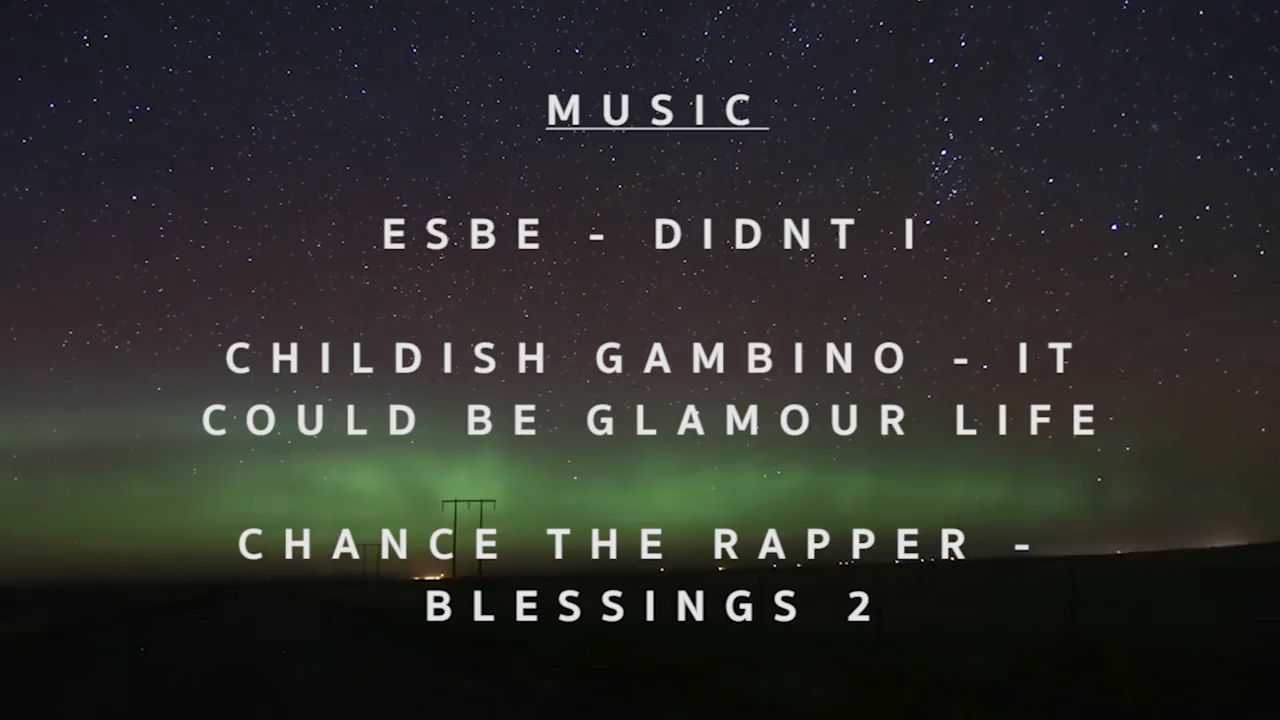 MUSIC
ESBE - DIDNT I
CHILDISH GAMBINO - IT
COULD BE GLAMOUR LIFE
CHANCE THE RAPPER -
BLESSINGS 2